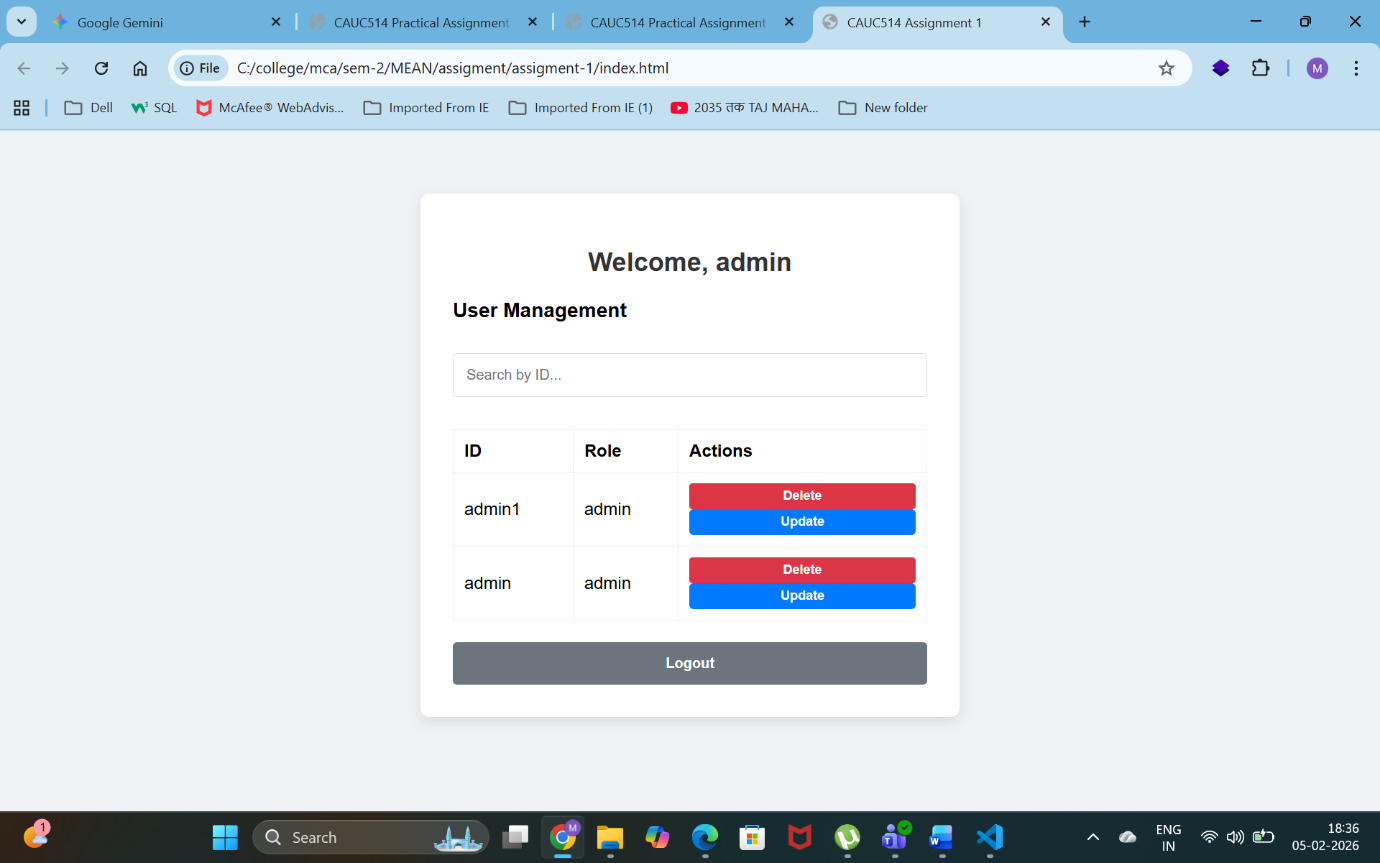 Google Gemini
CAUC514 Practical Assignment
CAUC514 Practical Assignment
CAUC514 Assignment 1
File
C:/college/mca/sem-2/MEAN/assigment/assigment-1/index.html
M
Dell
SQL
McAfee® WebAdvis...
Imported From IE
Imported From IE (1)
2035 तक TAJ MAHA...
New folder
Welcome, admin
User Management
Search by ID...
ID Role Actions
admin1 admin Delete
Update
admin admin Delete
Update
Logout
1
Search
M
ENG
IN
18:36
05-02-2026